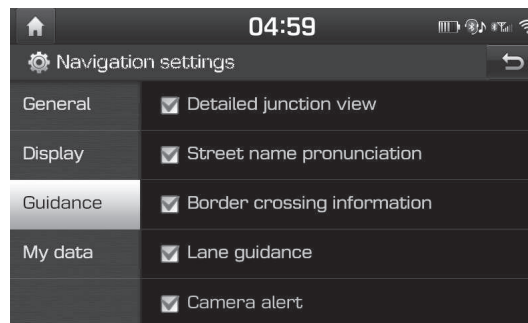 04:59
Navigation settings
General
Detailed junction view
Display
Street name pronunciation
Guidance
Border crossing information
My data
Lane guidance
Camera alert